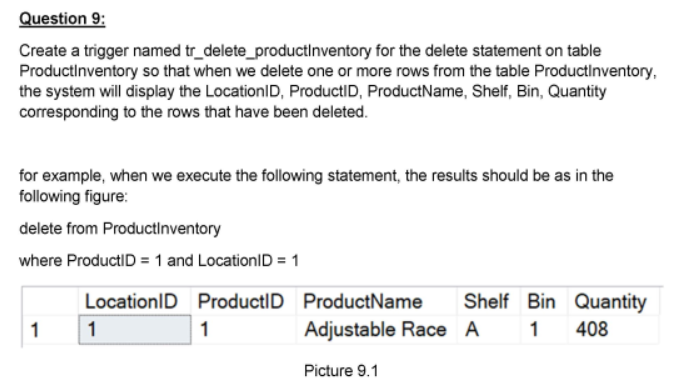 Question 9:
Create a trigger named tr_delete_productInventory for the delete statement on table
ProductInventory so that when we delete one or more rows from the table ProductInventory,
the system will display the LocationID, ProductID, ProductName, Shelf, Bin, Quantity
corresponding to the rows that have been deleted.
for example, when we execute the following statement, the results should be as in the
following figure:
delete from ProductInventory
where ProductID = 1 and LocationID = 1
LocationID ProductID ProductName Shelf Bin Quantity
1 1 1 Adjustable Race A 1 408
Picture 9.1